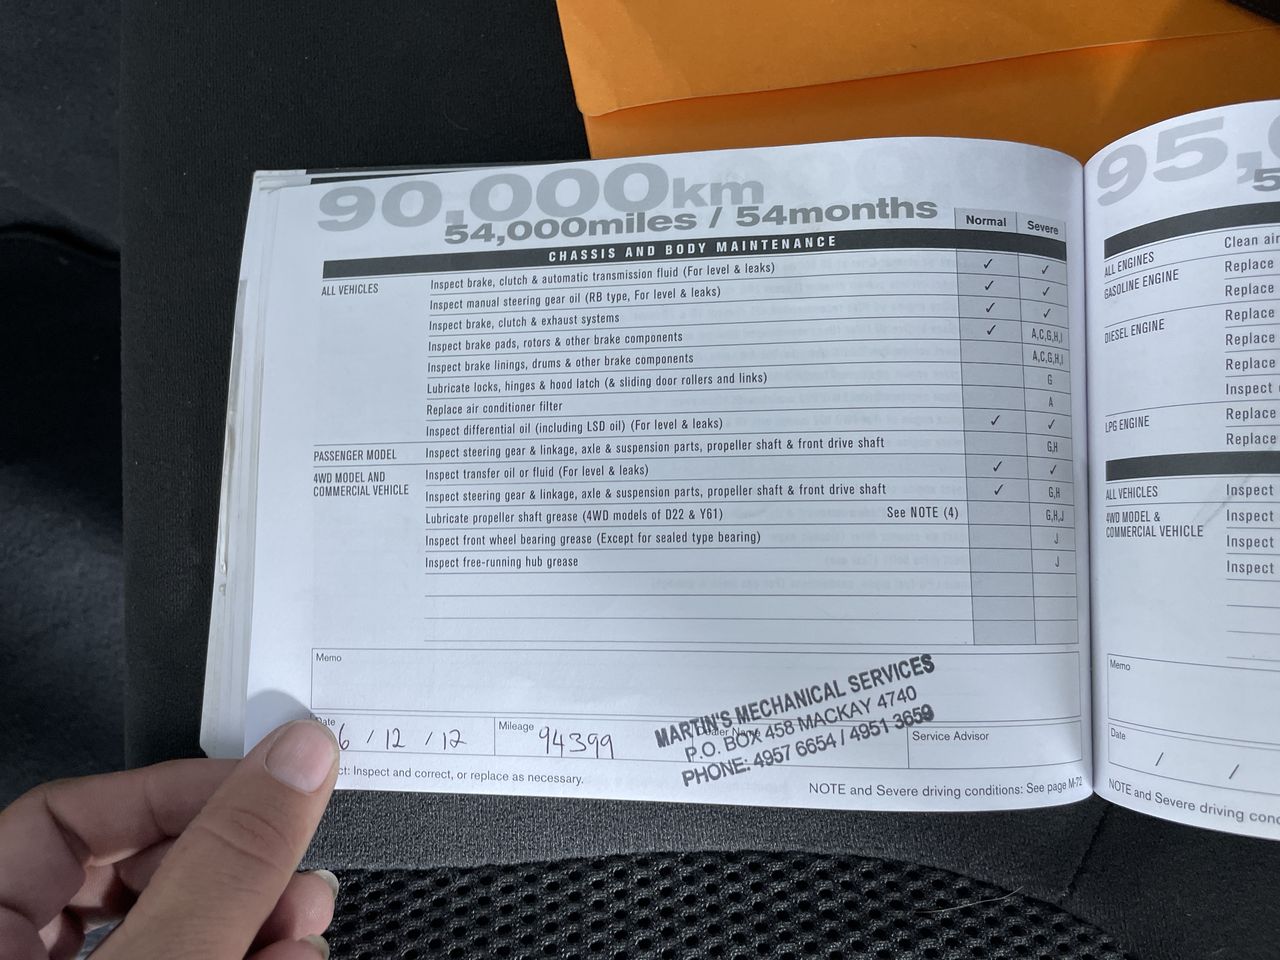 90,000km
54,000miles / 54months
Normal Severe
CHASSIS AND BODY MAINTENANCE
ALL VEHICLES Inspect brake, clutch & automatic transmission fluid (For level & leaks) ✓ ✓
Inspect manual steering gear oil (RB type, For level & leaks) ✓ ✓
Inspect brake, clutch & exhaust systems ✓ ✓
Inspect brake pads, rotors & other brake components ✓ A,C,G,H,I
Inspect brake linings, drums & other brake components A,C,G,H,I
Lubricate locks, hinges & hood latch (& sliding door rollers and links) G
Replace air conditioner filter A
Inspect differential oil (including LSD oil) (For level & leaks) ✓ ✓
PASSENGER MODEL Inspect steering gear & linkage, axle & suspension parts, propeller shaft & front drive shaft G,H
4WD MODEL AND Inspect transfer oil or fluid (For level & leaks) ✓ ✓
COMMERCIAL VEHICLE Inspect steering gear & linkage, axle & suspension parts, propeller shaft & front drive shaft ✓ G,H
Lubricate propeller shaft grease (4WD models of D22 & Y61) See NOTE (4) G,H,J
Inspect front wheel bearing grease (Except for sealed type bearing) J
Inspect free-running hub grease J
Memo
Date 6 / 12 / 12
Mileage 94399
Dealer Name
MARTIN'S MECHANICAL SERVICES
P.O. BOX 458 MACKAY 4740
PHONE: 4957 6654 / 4951 3659
Service Advisor
ct: Inspect and correct, or replace as necessary.
NOTE and Severe driving conditions: See page M-72
95,
5
ALL ENGINES Clean air
GASOLINE ENGINE Replace
Replace
DIESEL ENGINE Replace
Replace
Replace
Inspect
LPG ENGINE Replace
Replace
ALL VEHICLES Inspect
4WD MODEL & Inspect
COMMERCIAL VEHICLE Inspect
Inspect
Memo
Date / /
NOTE and Severe driving cond